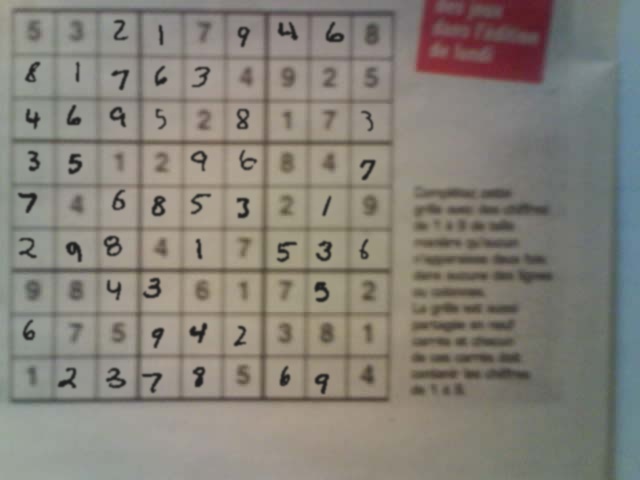 des jeux
dans l'édition
de lundi
5 3 2 1 7 9 4 6 8
8 1 7 6 3 4 9 2 5
4 6 9 5 2 8 1 7 3
3 5 1 2 9 6 8 4 7
7 4 6 8 5 3 2 1 9
2 9 8 4 1 7 5 3 6
9 8 4 3 6 1 7 5 2
6 7 5 9 4 2 3 8 1
1 2 3 7 8 5 6 9 4
Complétez cette
grille avec des chiffres
de 1 à 9 de telle
manière qu'aucun
n'apparaisse deux fois
dans aucune des lignes
ou colonnes.
La grille est aussi
partagée en neuf
carrés et chacun
de ces carrés doit
contenir les chiffres
de 1 à 9.